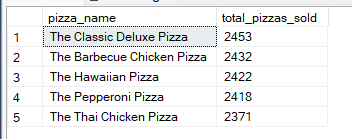 pizza_name total_pizzas_sold
1 The Classic Deluxe Pizza 2453
2 The Barbecue Chicken Pizza 2432
3 The Hawaiian Pizza 2422
4 The Pepperoni Pizza 2418
5 The Thai Chicken Pizza 2371